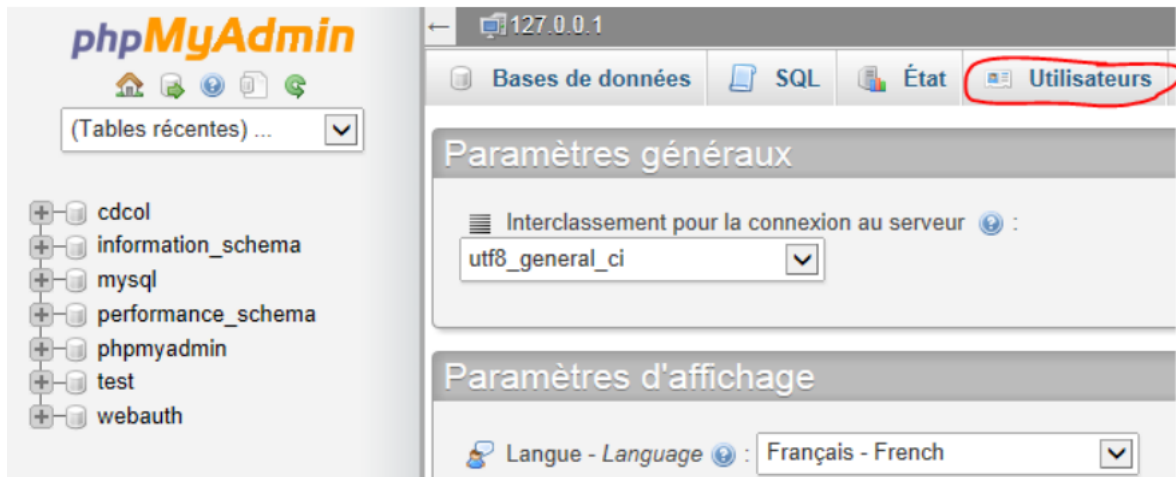 phpMyAdmin
(Tables récentes) ...
cdcol
information_schema
mysql
performance_schema
phpmyadmin
test
webauth
127.0.0.1
Bases de données SQL État Utilisateurs
Paramètres généraux
Interclassement pour la connexion au serveur :
utf8_general_ci
Paramètres d'affichage
Langue - Language : Français - French